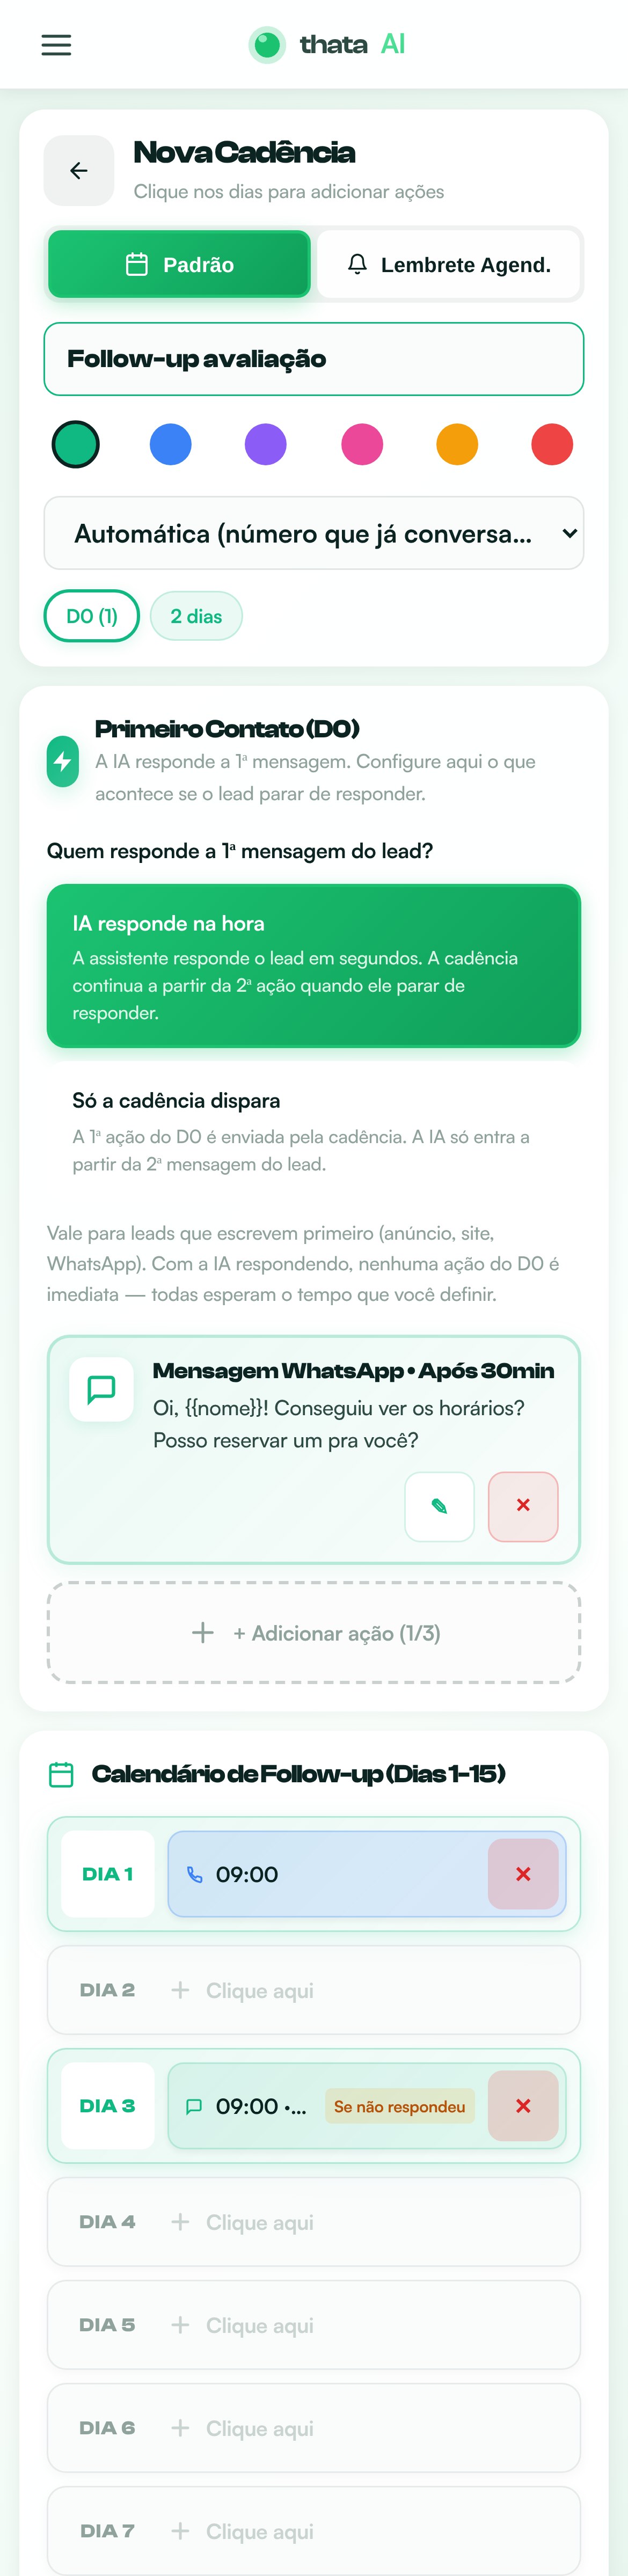 thata AI
Nova Cadência
Clique nos dias para adicionar ações
Padrão
Lembrete Agend.
Follow-up avaliação
Automática (número que já conversa...
D0 (1)
2 dias
Primeiro Contato (D0)
A IA responde a 1ª mensagem. Configure aqui o que
acontece se o lead parar de responder.
Quem responde a 1ª mensagem do lead?
IA responde na hora
A assistente responde o lead em segundos. A cadência
continua a partir da 2ª ação quando ele parar de
responder.
Só a cadência dispara
A 1ª ação do D0 é enviada pela cadência. A IA só entra a
partir da 2ª mensagem do lead.
Vale para leads que escrevem primeiro (anúncio, site,
WhatsApp). Com a IA respondendo, nenhuma ação do D0 é
imediata — todas esperam o tempo que você definir.
Mensagem WhatsApp • Após 30min
Oi, {{nome}}! Conseguiu ver os horários?
Posso reservar um pra você?
+ Adicionar ação (1/3)
Calendário de Follow-up (Dias 1-15)
DIA 1
09:00
DIA 2
Clique aqui
DIA 3
09:00 ·...
Se não respondeu
DIA 4
Clique aqui
DIA 5
Clique aqui
DIA 6
Clique aqui
DIA 7
Clique aqui